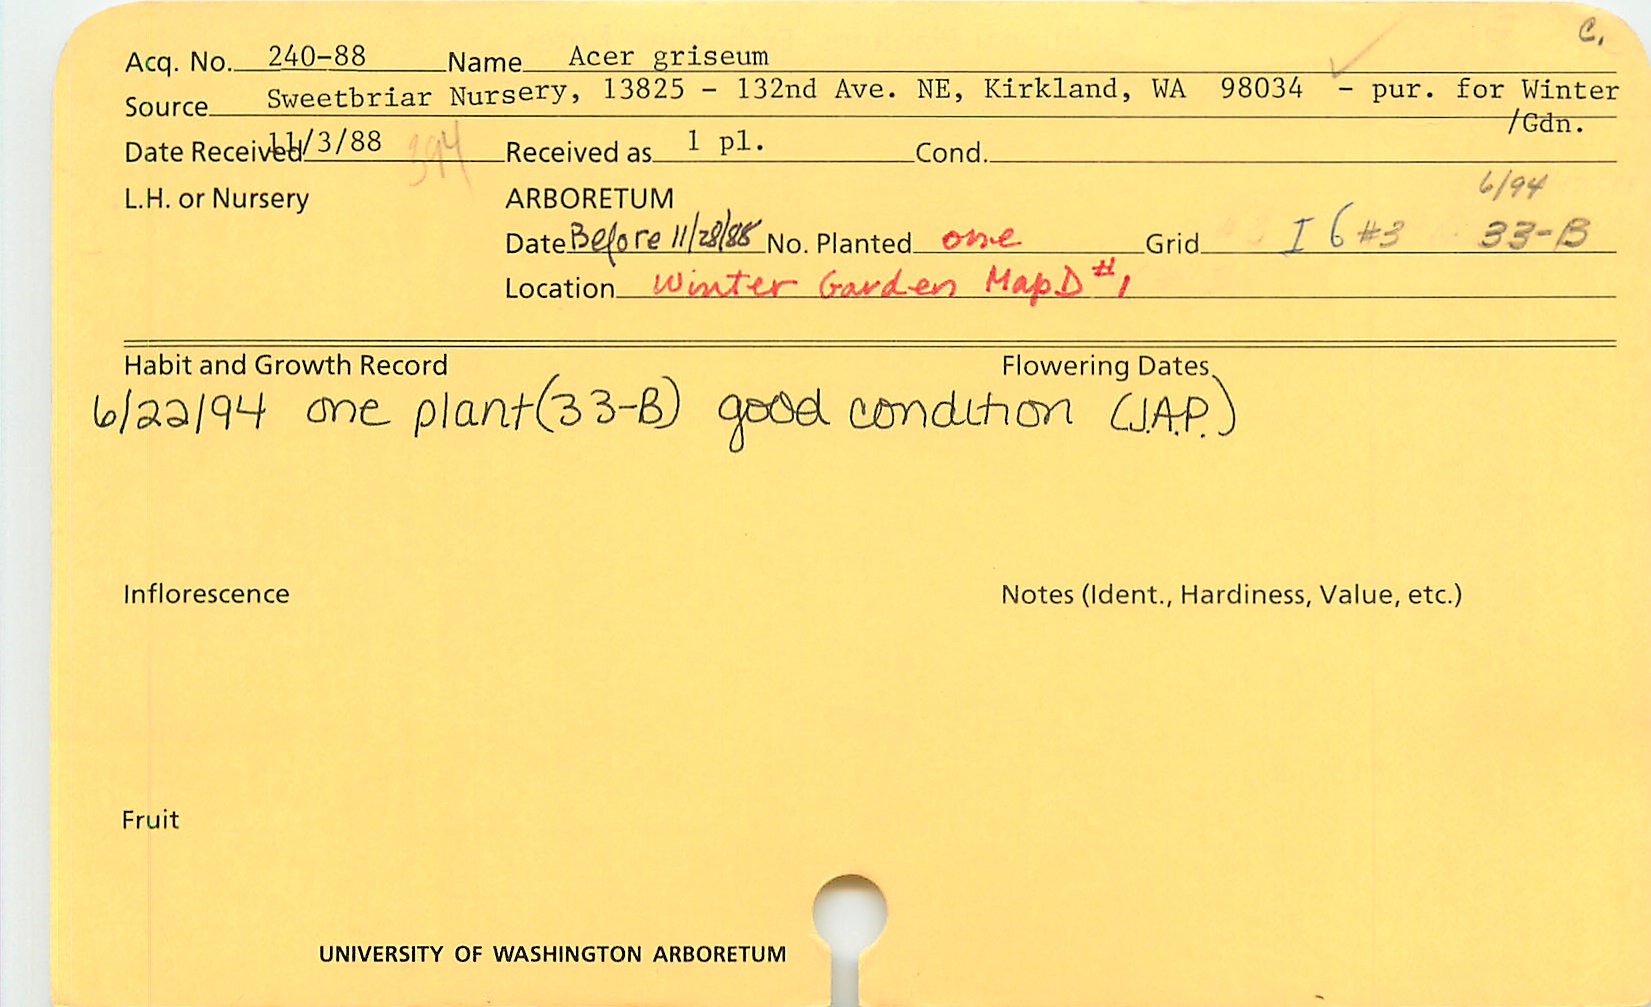 C.
Acq. No. 240-88 Name Acer griseum
Source Sweetbriar Nursery, 13825 - 132nd Ave. NE, Kirkland, WA 98034 - pur. for Winter
/Gdn.
Date Received 11/3/88 394 Received as 1 pl. Cond.
L.H. or Nursery ARBORETUM 6/94
Date Before 11/28/88 No. Planted one Grid I 6 #3 33-B
Location Winter Garden Map D #1
Habit and Growth Record Flowering Dates
6/22/94 one plant (33-B) good condition (J.A.P.)
Inflorescence Notes (Ident., Hardiness, Value, etc.)
Fruit
UNIVERSITY OF WASHINGTON ARBORETUM